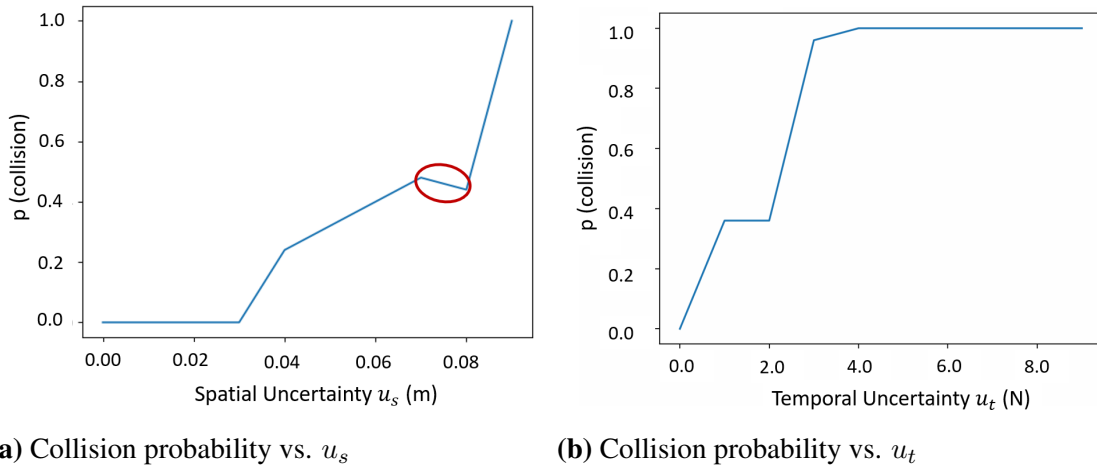 1.0
0.8
0.6
0.4
0.2
0.0
p (collision)
0.00 0.02 0.04 0.06 0.08
Spatial Uncertainty u_s (m)
1.0
0.8
0.6
0.4
0.2
0.0
p (collision)
0.0 2.0 4.0 6.0 8.0
Temporal Uncertainty u_t (N)
a) Collision probability vs. u_s
(b) Collision probability vs. u_t